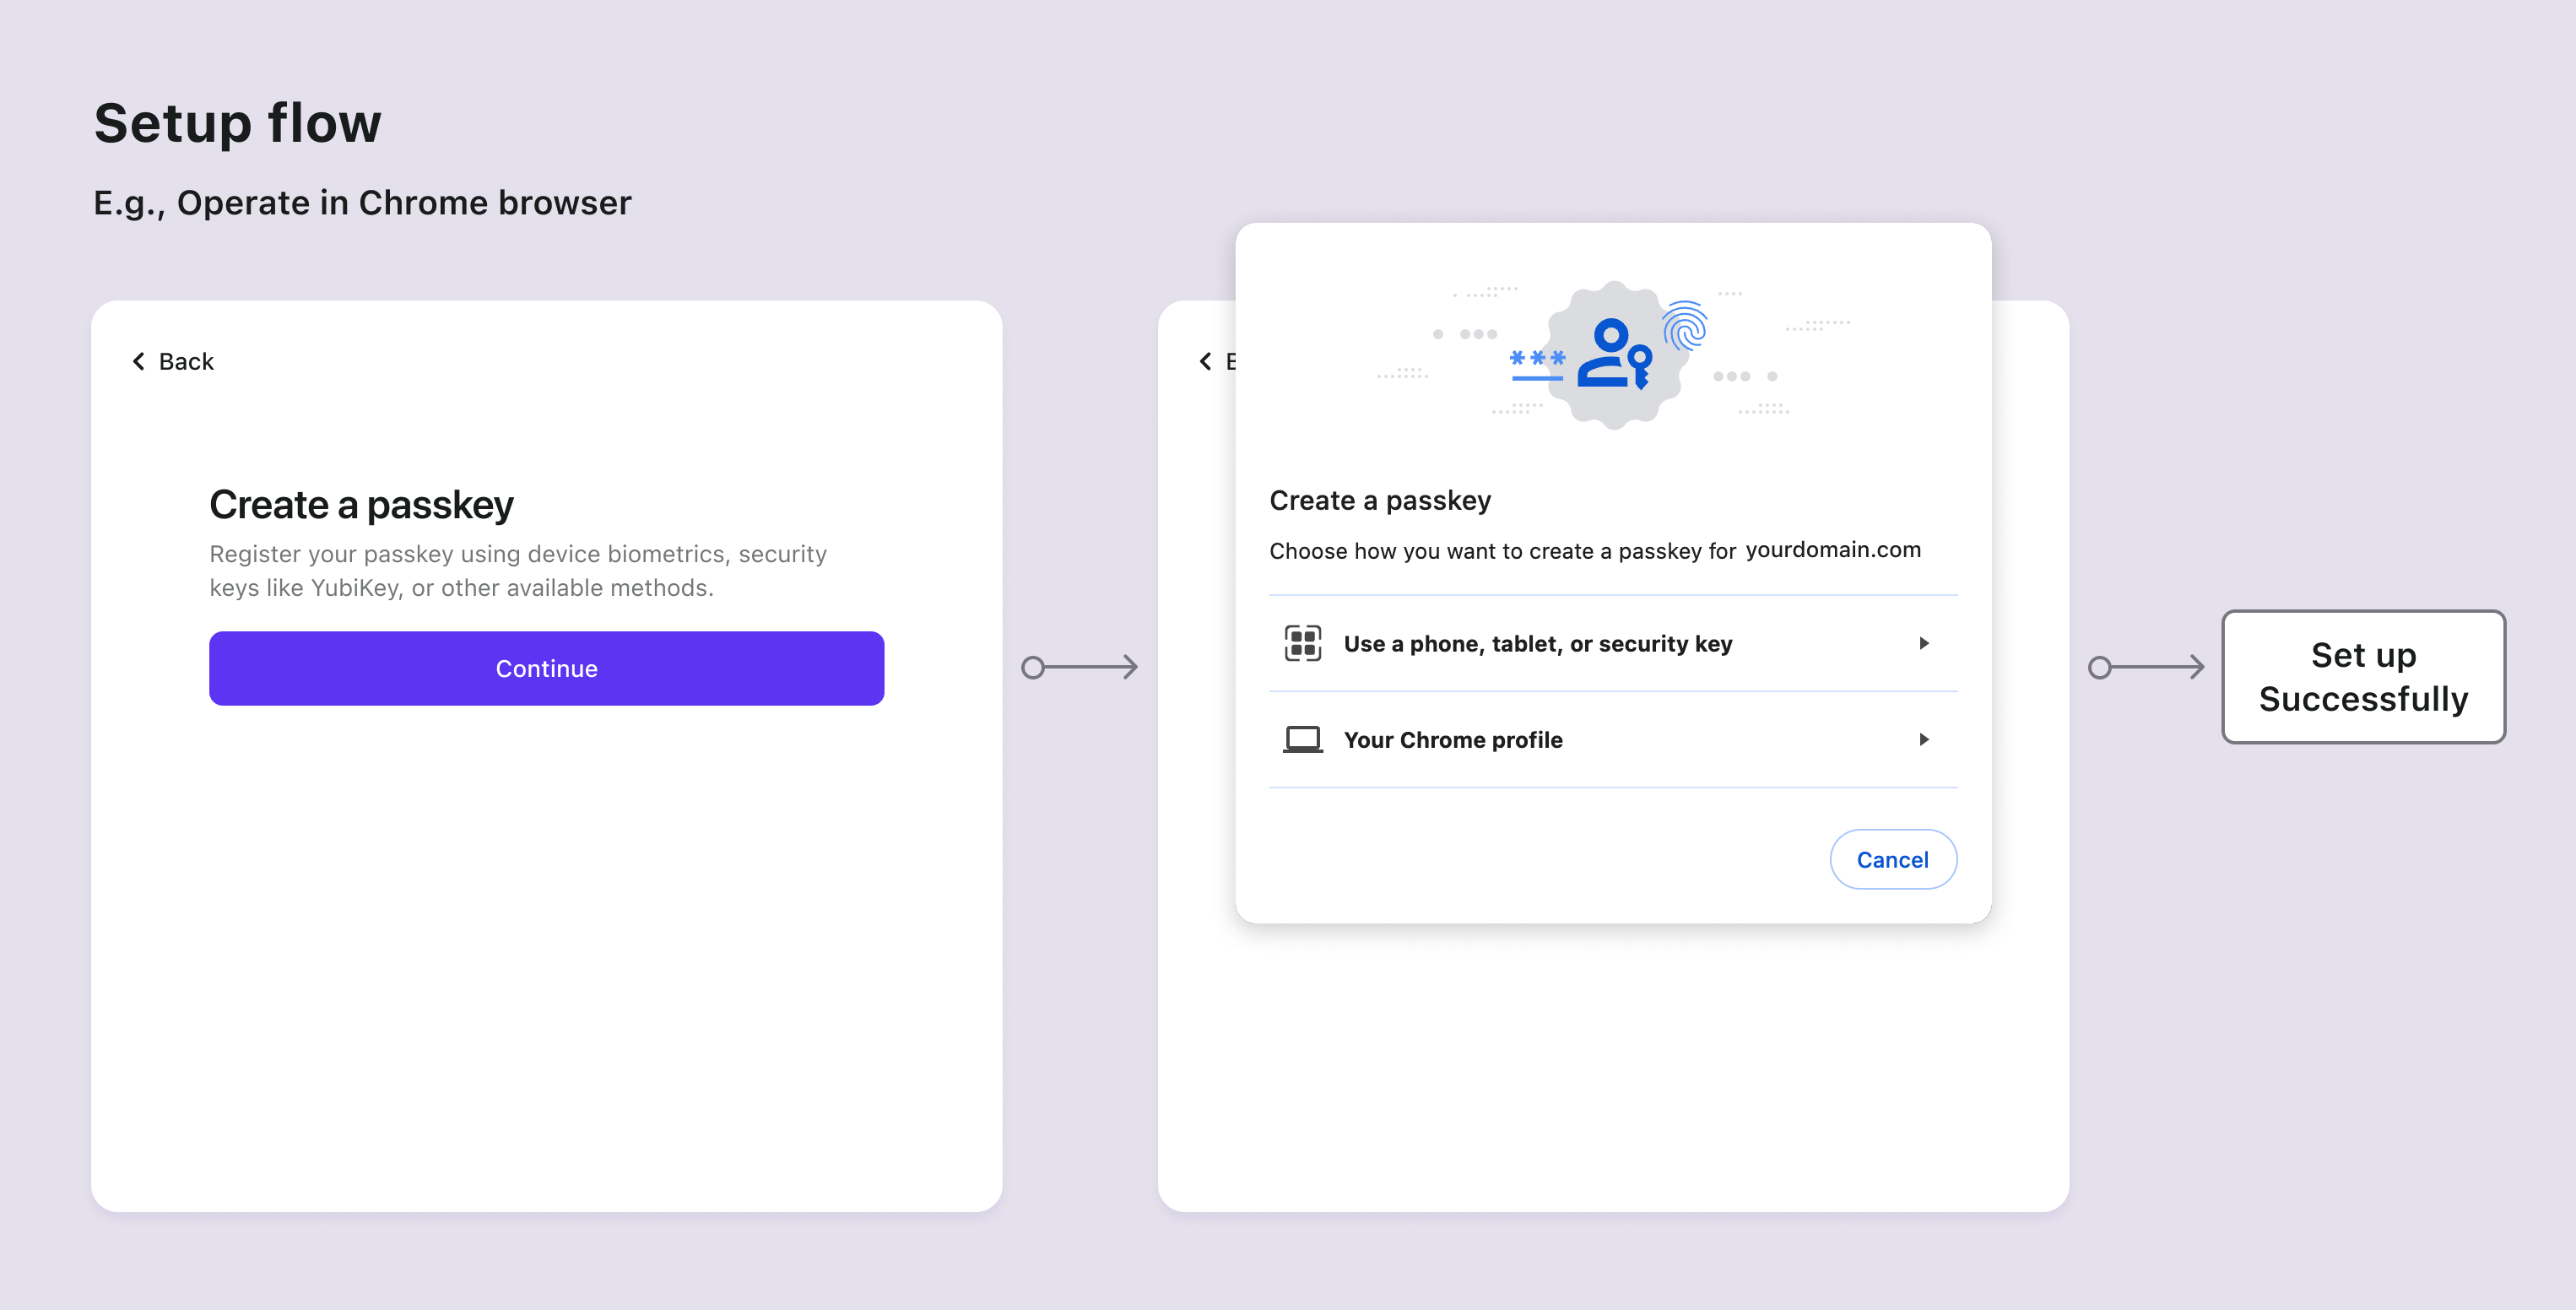 Setup flow
E.g., Operate in Chrome browser
Back
Create a passkey
Register your passkey using device biometrics, security
keys like YubiKey, or other available methods.
Continue
***
Create a passkey
Choose how you want to create a passkey for yourdomain.com
Use a phone, tablet, or security key
Your Chrome profile
Cancel
Set up
Successfully